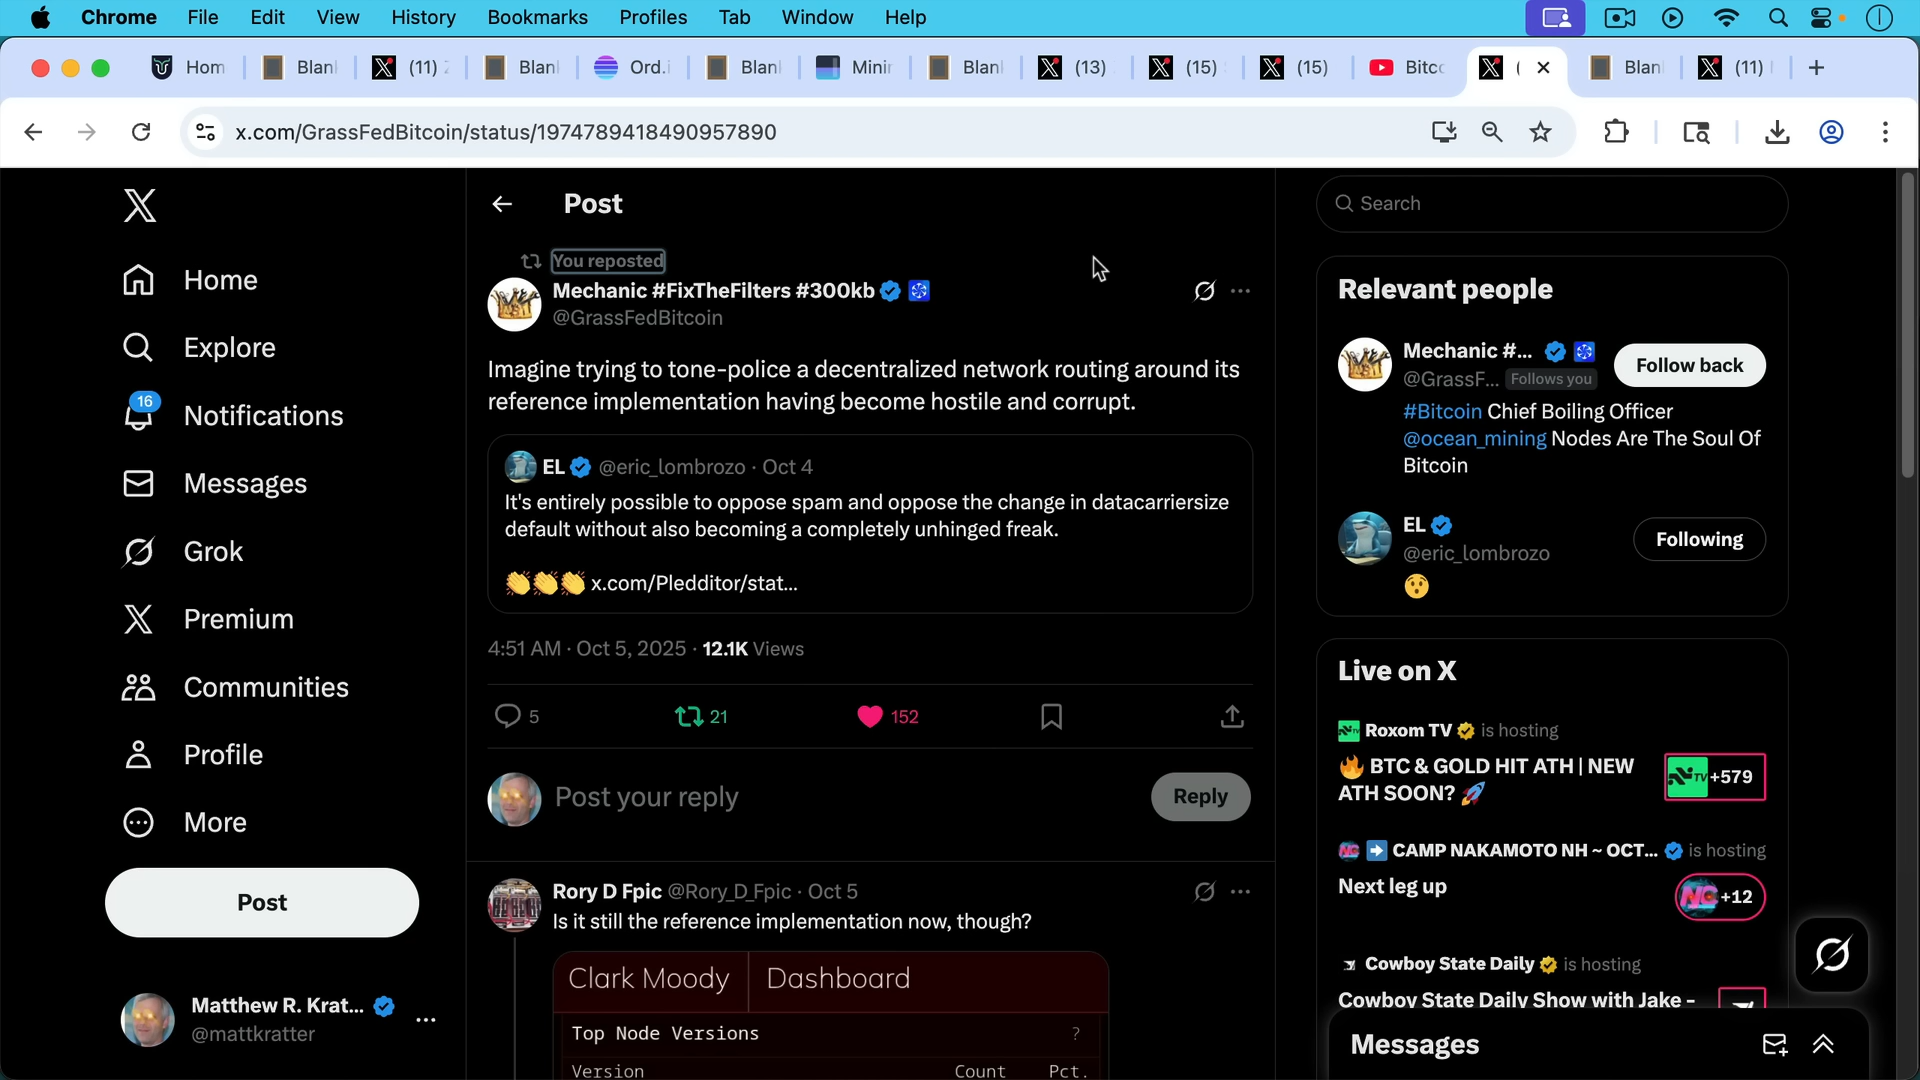 Chrome File Edit View History Bookmarks Profiles Tab Window Help
Hom Blan (11) Blan Ord.i Blan Minir Blan (13) (15) (15) Bitco Blan (11)
x.com/GrassFedBitcoin/status/1974789418490957890
Home
Explore
16
Notifications
Messages
Grok
Premium
Communities
Profile
More
Post
Matthew R. Krat...
@mattkratter
Post
You reposted
Mechanic #FixTheFilters #300kb
@GrassFedBitcoin
Imagine trying to tone-police a decentralized network routing around its
reference implementation having become hostile and corrupt.
EL @eric_lombrozo · Oct 4
It's entirely possible to oppose spam and oppose the change in datacarriersize
default without also becoming a completely unhinged freak.
👏👏👏 x.com/Pledditor/stat...
4:51 AM · Oct 5, 2025 · 12.1K Views
5 21 152
Post your reply
Reply
Rory D Fpic @Rory_D_Fpic · Oct 5
Is it still the reference implementation now, though?
Clark Moody Dashboard
Top Node Versions ?
Version Count Pct.
Search
Relevant people
Mechanic #...
@GrassF... Follows you
Follow back
#Bitcoin Chief Boiling Officer
@ocean_mining Nodes Are The Soul Of
Bitcoin
EL
@eric_lombrozo
Following
😯
Live on X
Roxom TV is hosting
🔥 BTC & GOLD HIT ATH | NEW
ATH SOON? 🚀
TV +579
➡️ CAMP NAKAMOTO NH ~ OCT... is hosting
Next leg up
NC +12
Cowboy State Daily is hosting
Cowboy State Daily Show with Jake -
Messages